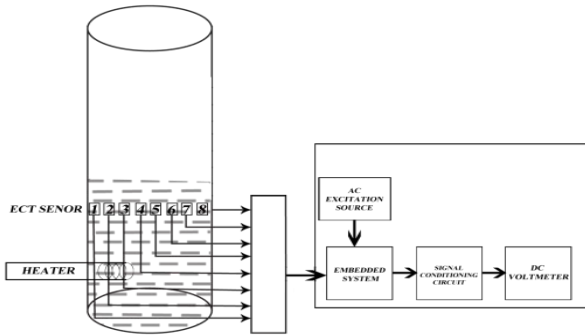 ECT SENOR 1 2 3 4 5 6 7 8
HEATER
AC
EXCITATION
SOURCE
EMBEDDED
SYSTEM
SIGNAL
CONDITIONING
CIRCUIT
DC
VOLTMETER